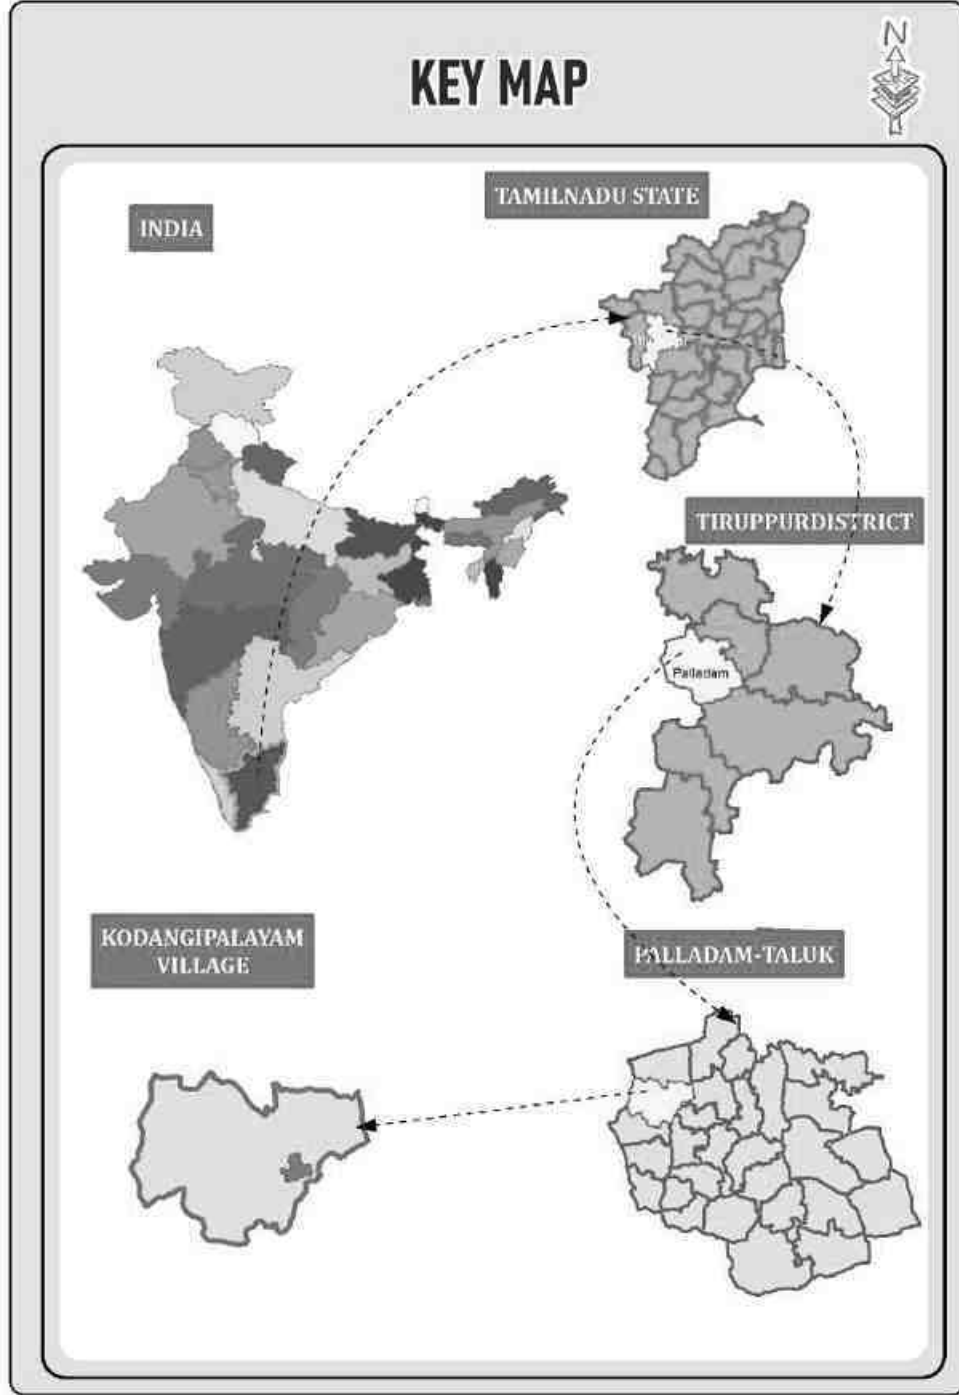 N
KEY MAP
TAMILNADU STATE
INDIA
TIRUPPURDISTRICT
Palladam
KODANGIPALAYAM
VILLAGE
PALLADAM-TALUK